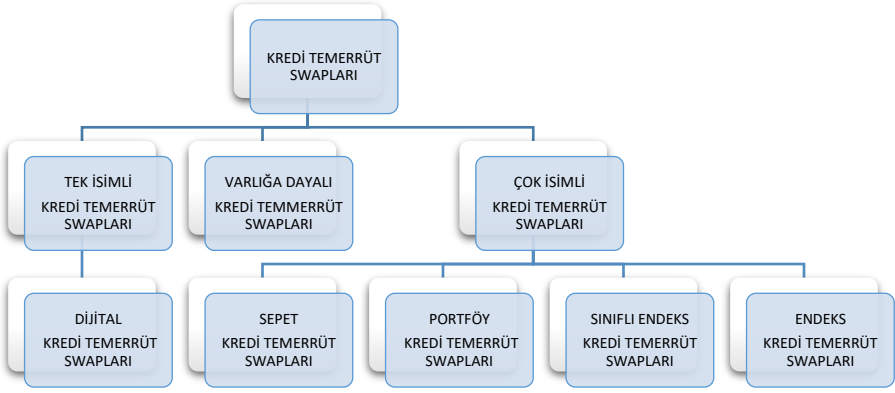 KREDİ TEMERRÜT
SWAPLARI
TEK İSİMLİ
KREDİ TEMERRÜT
SWAPLARI
VARLIĞA DAYALI
KREDİ TEMMERRÜT
SWAPLARI
ÇOK İSİMLİ
KREDİ TEMERRÜT
SWAPLARI
DİJİTAL
KREDİ TEMERRÜT
SWAPLARI
SEPET
KREDİ TEMERRÜT
SWAPLARI
PORTFÖY
KREDİ TEMERRÜT
SWAPLARI
SINIFLI ENDEKS
KREDİ TEMERRÜT
SWAPLARI
ENDEKS
KREDİ TEMERRÜT
SWAPLARI